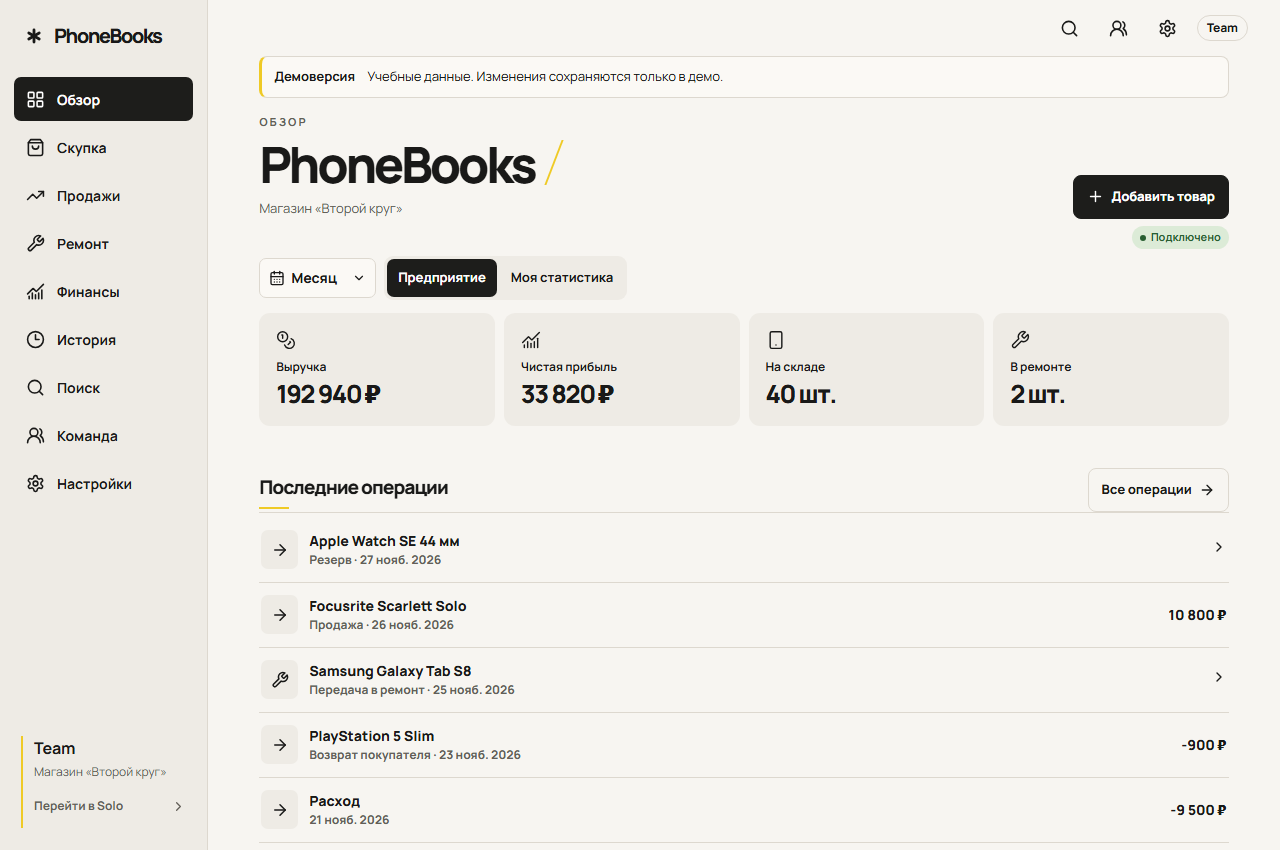 PhoneBooks
Обзор
Скупка
Продажи
Ремонт
Финансы
История
Поиск
Команда
Настройки
Team
Магазин «Второй круг»
Перейти в Solo
Team
Демоверсия Учебные данные. Изменения сохраняются только в демо.
ОБЗОР
PhoneBooks /
Магазин «Второй круг»
Добавить товар
Подключено
Месяц
Предприятие
Моя статистика
Выручка
192 940 ₽
Чистая прибыль
33 820 ₽
На складе
40 шт.
В ремонте
2 шт.
Последние операции
Все операции
Apple Watch SE 44 мм
Резерв · 27 нояб. 2026
Focusrite Scarlett Solo
Продажа · 26 нояб. 2026
10 800 ₽
Samsung Galaxy Tab S8
Передача в ремонт · 25 нояб. 2026
PlayStation 5 Slim
Возврат покупателя · 23 нояб. 2026
-900 ₽
Расход
21 нояб. 2026
-9 500 ₽